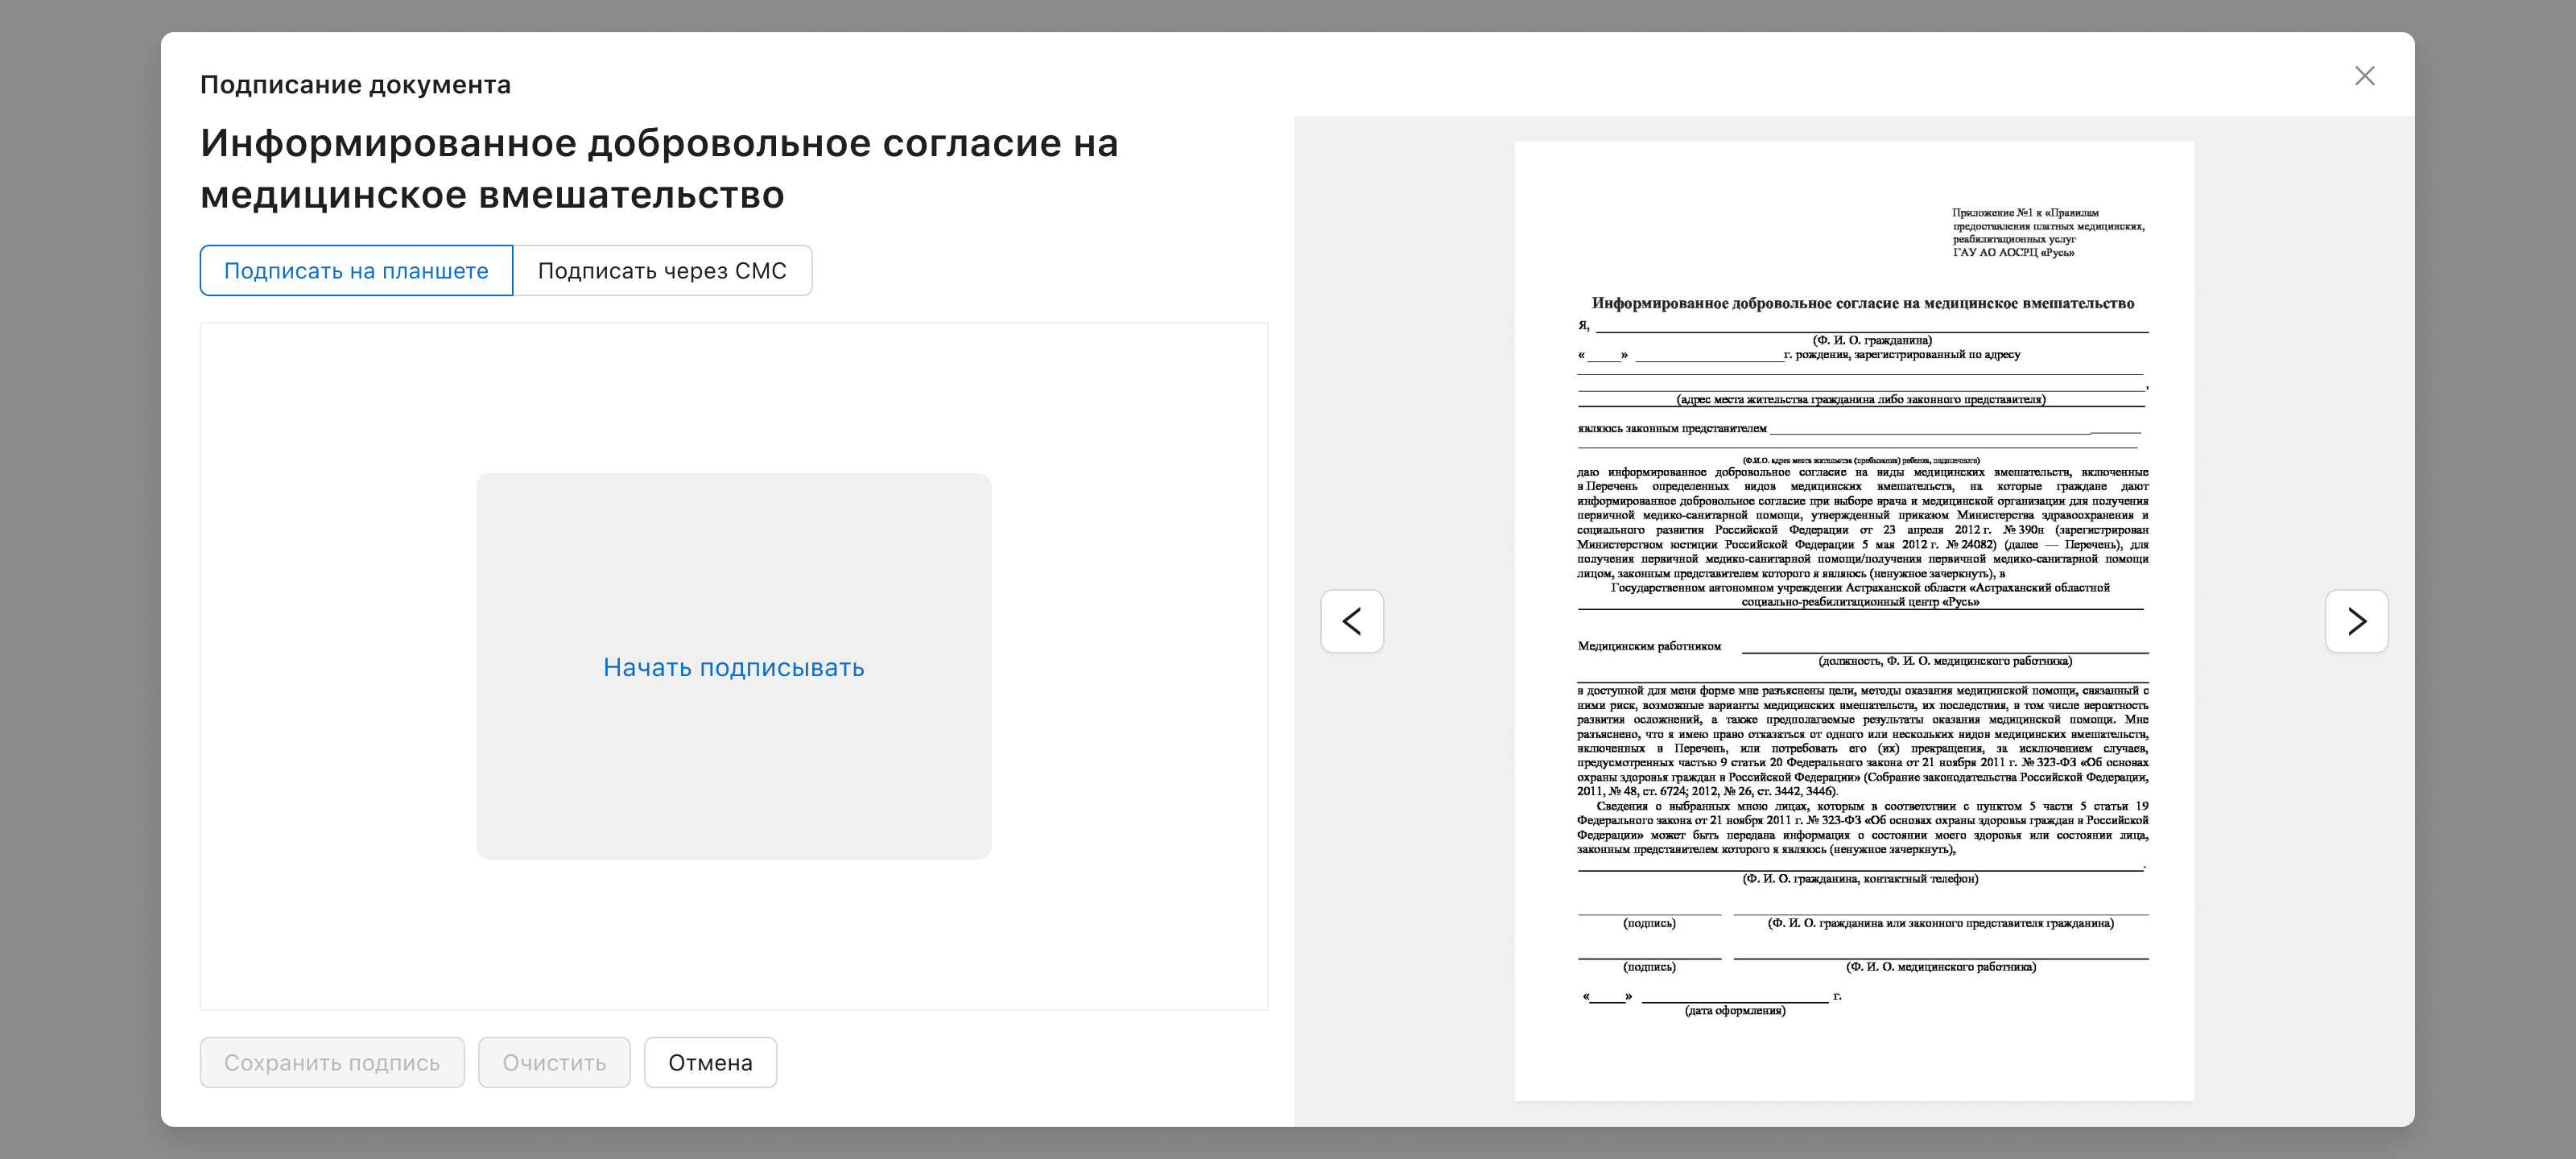 Подписание документа
Информированное добровольное согласие на
медицинское вмешательство
Подписать на планшете
Подписать через СМС
Начать подписывать
Сохранить подпись
Очистить
Отмена
Приложение №1 к «Правилам
предоставления платных медицинских,
реабилитационных услуг
ГАУ АО АОСРЦ «Русь»
Информированное добровольное согласие на медицинское вмешательство
Я,
(Ф. И. О. гражданина)
« » г. рождения, зарегистрированный по адресу
,
(адрес места жительства гражданина либо законного представителя)
являюсь законным представителем
(Ф.И.О. адрес места жительства (пребывания) ребенка, подопечного)
даю информированное добровольное согласие на виды медицинских вмешательств, включенные
в Перечень определенных видов медицинских вмешательств, на которые граждане дают
информированное добровольное согласие при выборе врача и медицинской организации для получения
первичной медико-санитарной помощи, утвержденный приказом Министерства здравоохранения и
социального развития Российской Федерации от 23 апреля 2012 г. № 390н (зарегистрирован
Министерством юстиции Российской Федерации 5 мая 2012 г. № 24082) (далее — Перечень), для
получения первичной медико-санитарной помощи/получения первичной медико-санитарной помощи
лицом, законным представителем которого я являюсь (ненужное зачеркнуть), в
Государственном автономном учреждении Астраханской области «Астраханский областной
социально-реабилитационный центр «Русь»
Медицинским работником
(должность, Ф. И. О. медицинского работника)
в доступной для меня форме мне разъяснены цели, методы оказания медицинской помощи, связанный с
ними риск, возможные варианты медицинских вмешательств, их последствия, в том числе вероятность
развития осложнений, а также предполагаемые результаты оказания медицинской помощи. Мне
разъяснено, что я имею право отказаться от одного или нескольких видов медицинских вмешательств,
включенных в Перечень, или потребовать его (их) прекращения, за исключением случаев,
предусмотренных частью 9 статьи 20 Федерального закона от 21 ноября 2011 г. № 323-ФЗ «Об основах
охраны здоровья граждан в Российской Федерации» (Собрание законодательства Российской Федерации,
2011, № 48, ст. 6724; 2012, № 26, ст. 3442, 3446).
Сведения о выбранных мною лицах, которым в соответствии с пунктом 5 части 5 статьи 19
Федерального закона от 21 ноября 2011 г. № 323-ФЗ «Об основах охраны здоровья граждан в Российской
Федерации» может быть передана информация о состоянии моего здоровья или состоянии лица,
законным представителем которого я являюсь (ненужное зачеркнуть),
.
(Ф. И. О. гражданина, контактный телефон)
(подпись) (Ф. И. О. гражданина или законного представителя гражданина)
(подпись) (Ф. И. О. медицинского работника)
« » г.
(дата оформления)